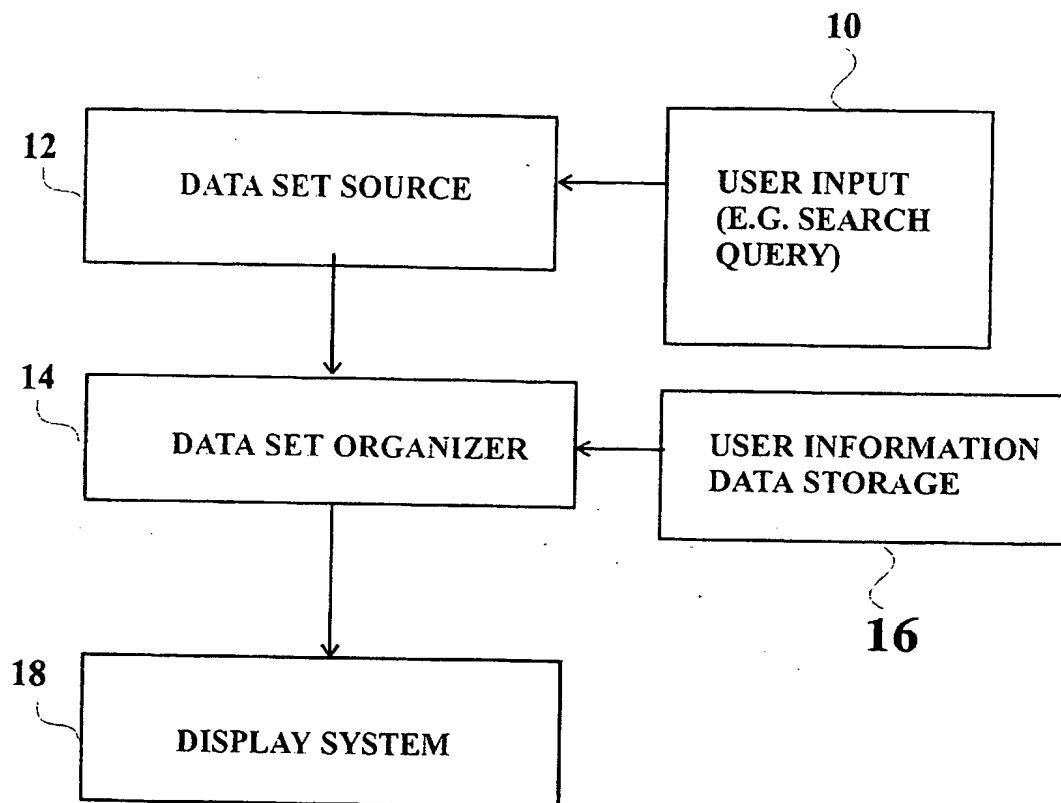 10
12
DATA SET SOURCE
USER INPUT
(E.G. SEARCH
QUERY)
14
DATA SET ORGANIZER
USER INFORMATION
DATA STORAGE
16
18
DISPLAY SYSTEM